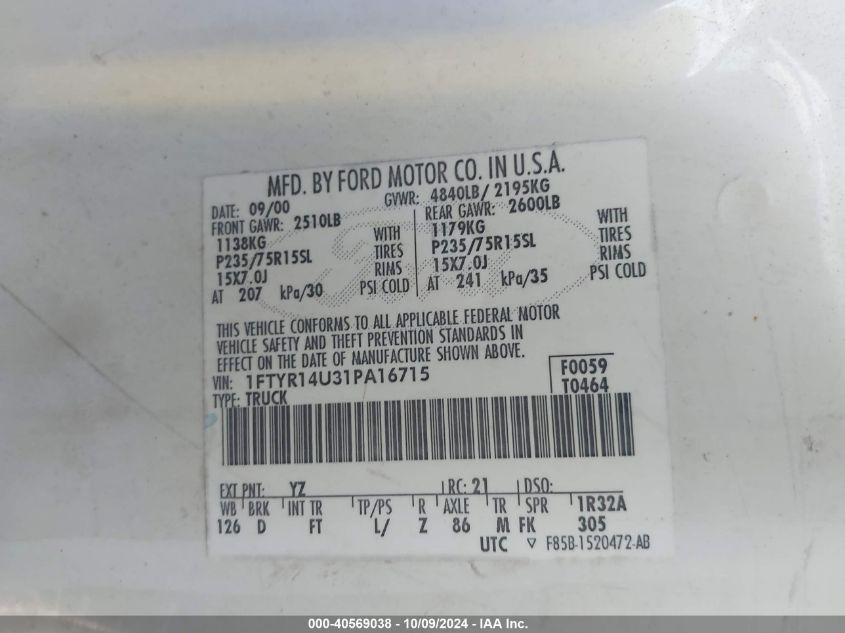 MFD. BY FORD MOTOR CO. IN U.S.A.
DATE: 09/00 GVWR: 4840LB/ 2195KG
FRONT GAWR: 2510LB REAR GAWR: 2600LB
1138KG WITH 1179KG WITH
P235/75R15SL TIRES P235/75R15SL TIRES
15X7.0J RIMS 15X7.0J RIMS
AT 207 kPa/30 PSI COLD AT 241 kPa/35 PSI COLD
THIS VEHICLE CONFORMS TO ALL APPLICABLE FEDERAL MOTOR
VEHICLE SAFETY AND THEFT PREVENTION STANDARDS IN
EFFECT ON THE DATE OF MANUFACTURE SHOWN ABOVE.
VIN: 1FTYR14U31PA16715 F0059
TYPE: TRUCK T0464
EXT PNT: YZ RC: 21 DSO:
WB BRK INT TR TP/PS R AXLE TR SPR 1R32A
126 D FT L/ Z 86 M FK 305
UTC ▽ F85B-1520472-AB
000-40569038 - 10/09/2024 - IAA Inc.